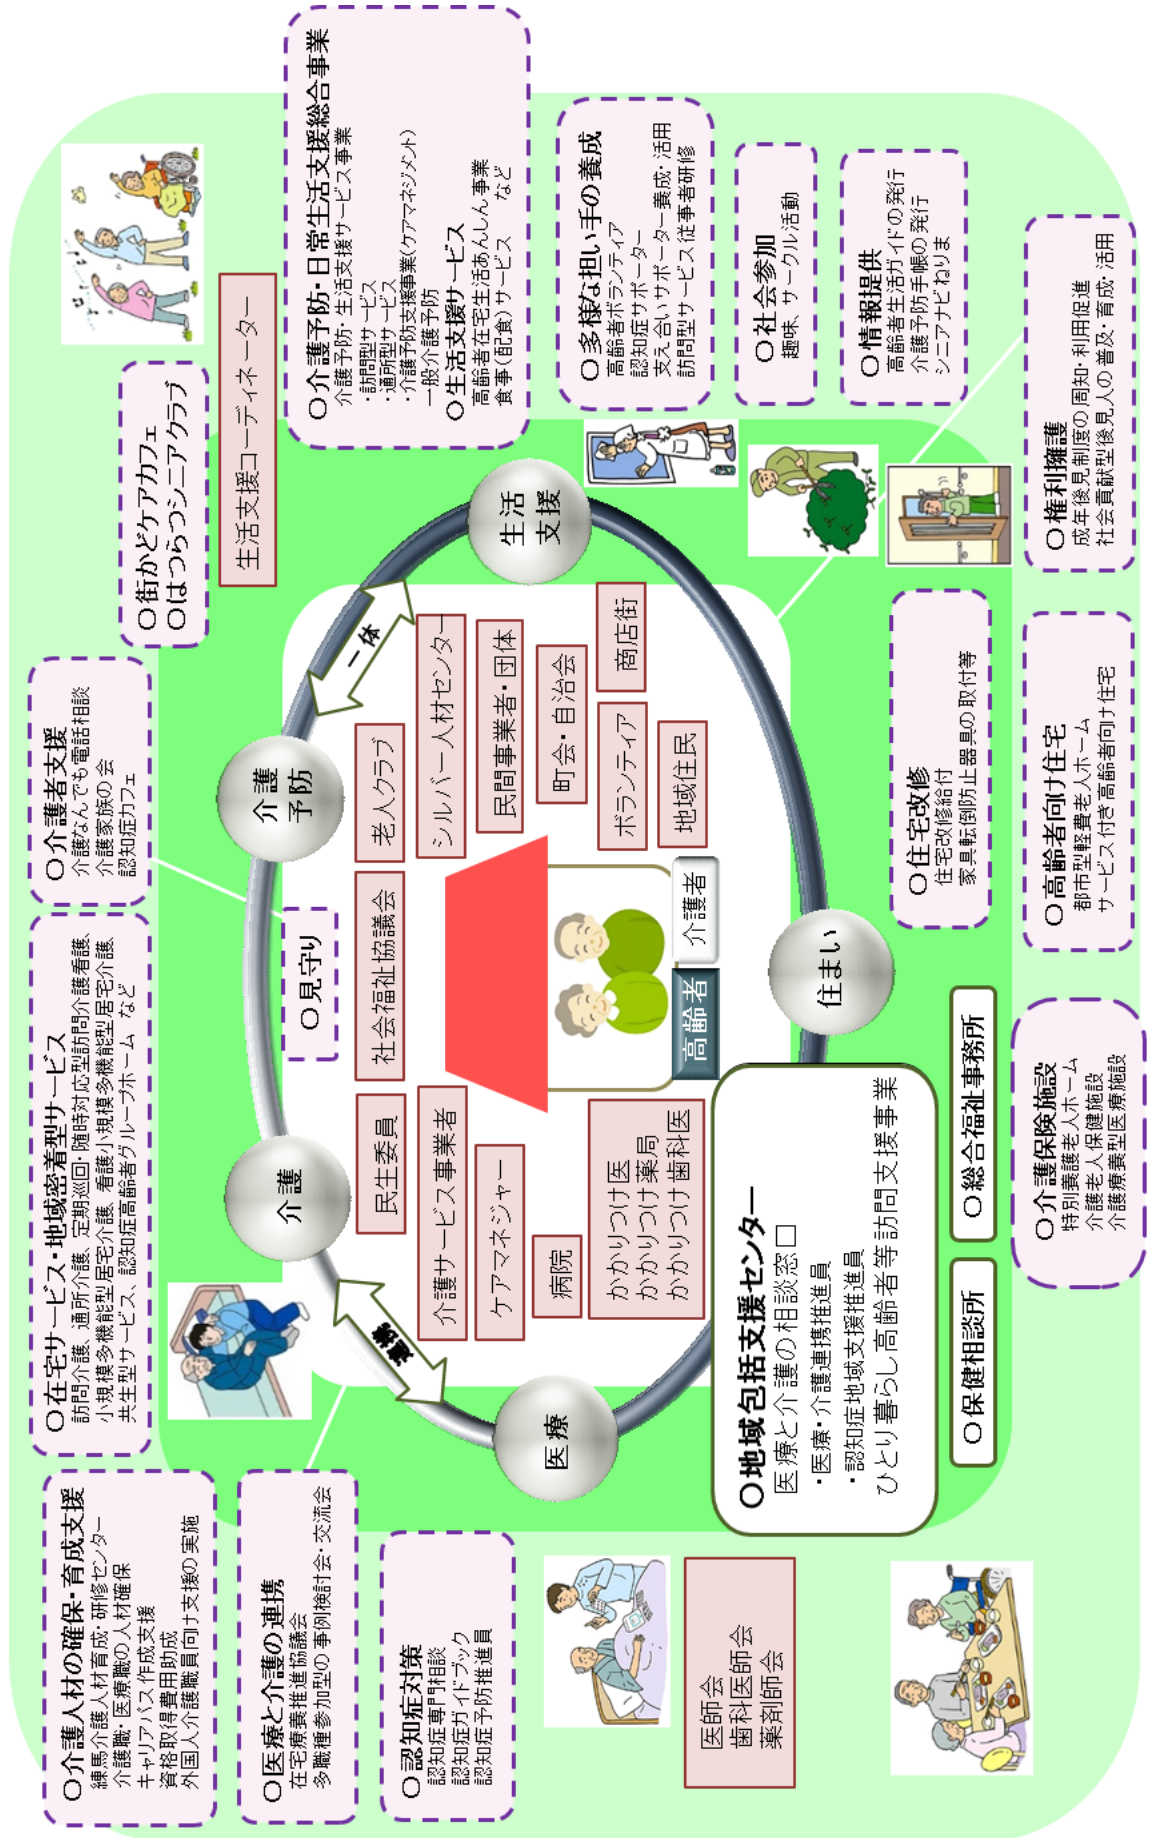 〇介護人材の確保・育成支援
練馬介護人材育成・研修センター
介護職・医療職の人材確保
キャリアパス作成支援
資格取得費用助成
外国人介護職員向け支援の実施
〇在宅サービス・地域密着型サービス
訪問介護、通所介護、定期巡回・随時対応型訪問介護看護、
小規模多機能型居宅介護、看護小規模多機能型居宅介護、
共生型サービス、認知症高齢者グループホーム など
〇介護者支援
介護なんでも電話相談
介護家族の会
認知症カフェ
〇街かどケアカフェ
〇はつらつシニアクラブ
生活支援コーディネーター
〇医療と介護の連携
在宅療養推進協議会
多職種参加型の事例検討会・交流会
〇認知症対策
認知症専門相談
認知症ガイドブック
認知症予防推進員
医師会
歯科医師会
薬剤師会
介護
介護
予防
生活
支援
医療
住まい
連携
一体
〇見守り
民生委員
社会福祉協議会
老人クラブ
介護サービス事業者
シルバー人材センター
ケアマネジャー
民間事業者・団体
病院
町会・自治会
かかりつけ医
かかりつけ薬局
かかりつけ歯科医
ボランティア
商店街
地域住民
高齢者
介護者
〇地域包括支援センター
医療と介護の相談窓口
・医療・介護連携推進員
・認知症地域支援推進員
ひとり暮らし高齢者等訪問支援事業
〇保健相談所
〇総合福祉事務所
〇介護予防・日常生活支援総合事業
介護予防・生活支援サービス事業
・訪問型サービス
・通所型サービス
・介護予防支援事業(ケアマネジメント)
一般介護予防
〇生活支援サービス
高齢者在宅生活あんしん事業
食事(配食)サービス など
〇多様な担い手の養成
高齢者ボランティア
認知症サポーター
支え合いサポーター養成・活用
訪問型サービス従事者研修
〇社会参加
趣味、サークル活動
〇情報提供
高齢者生活ガイドの発行
介護予防手帳の発行
シニアナビねりま
〇住宅改修
住宅改修給付
家具転倒防止器具の取付等
〇介護保険施設
特別養護老人ホーム
介護老人保健施設
介護療養型医療施設
〇高齢者向け住宅
都市型軽費老人ホーム
サービス付き高齢者向け住宅
〇権利擁護
成年後見制度の周知・利用促進
社会貢献型後見人の普及・育成・活用